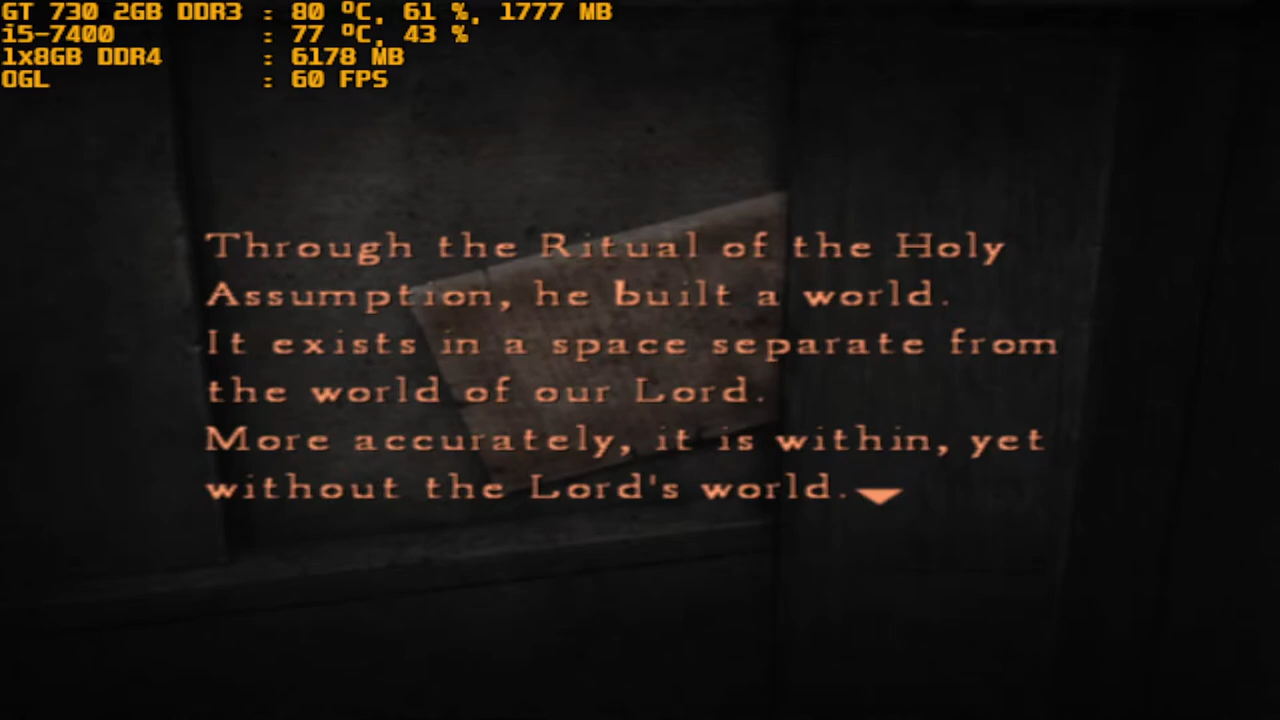 GT 730 2GB DDR3 : 80 ºC, 61 %, 1777 MB
i5-7400 : 77 ºC, 43 %
1x8GB DDR4 : 6178 MB
OGL : 60 FPS
Through the Ritual of the Holy
Assumption, he built a world.
It exists in a space separate from
the world of our Lord.
More accurately, it is within, yet
without the Lord's world.